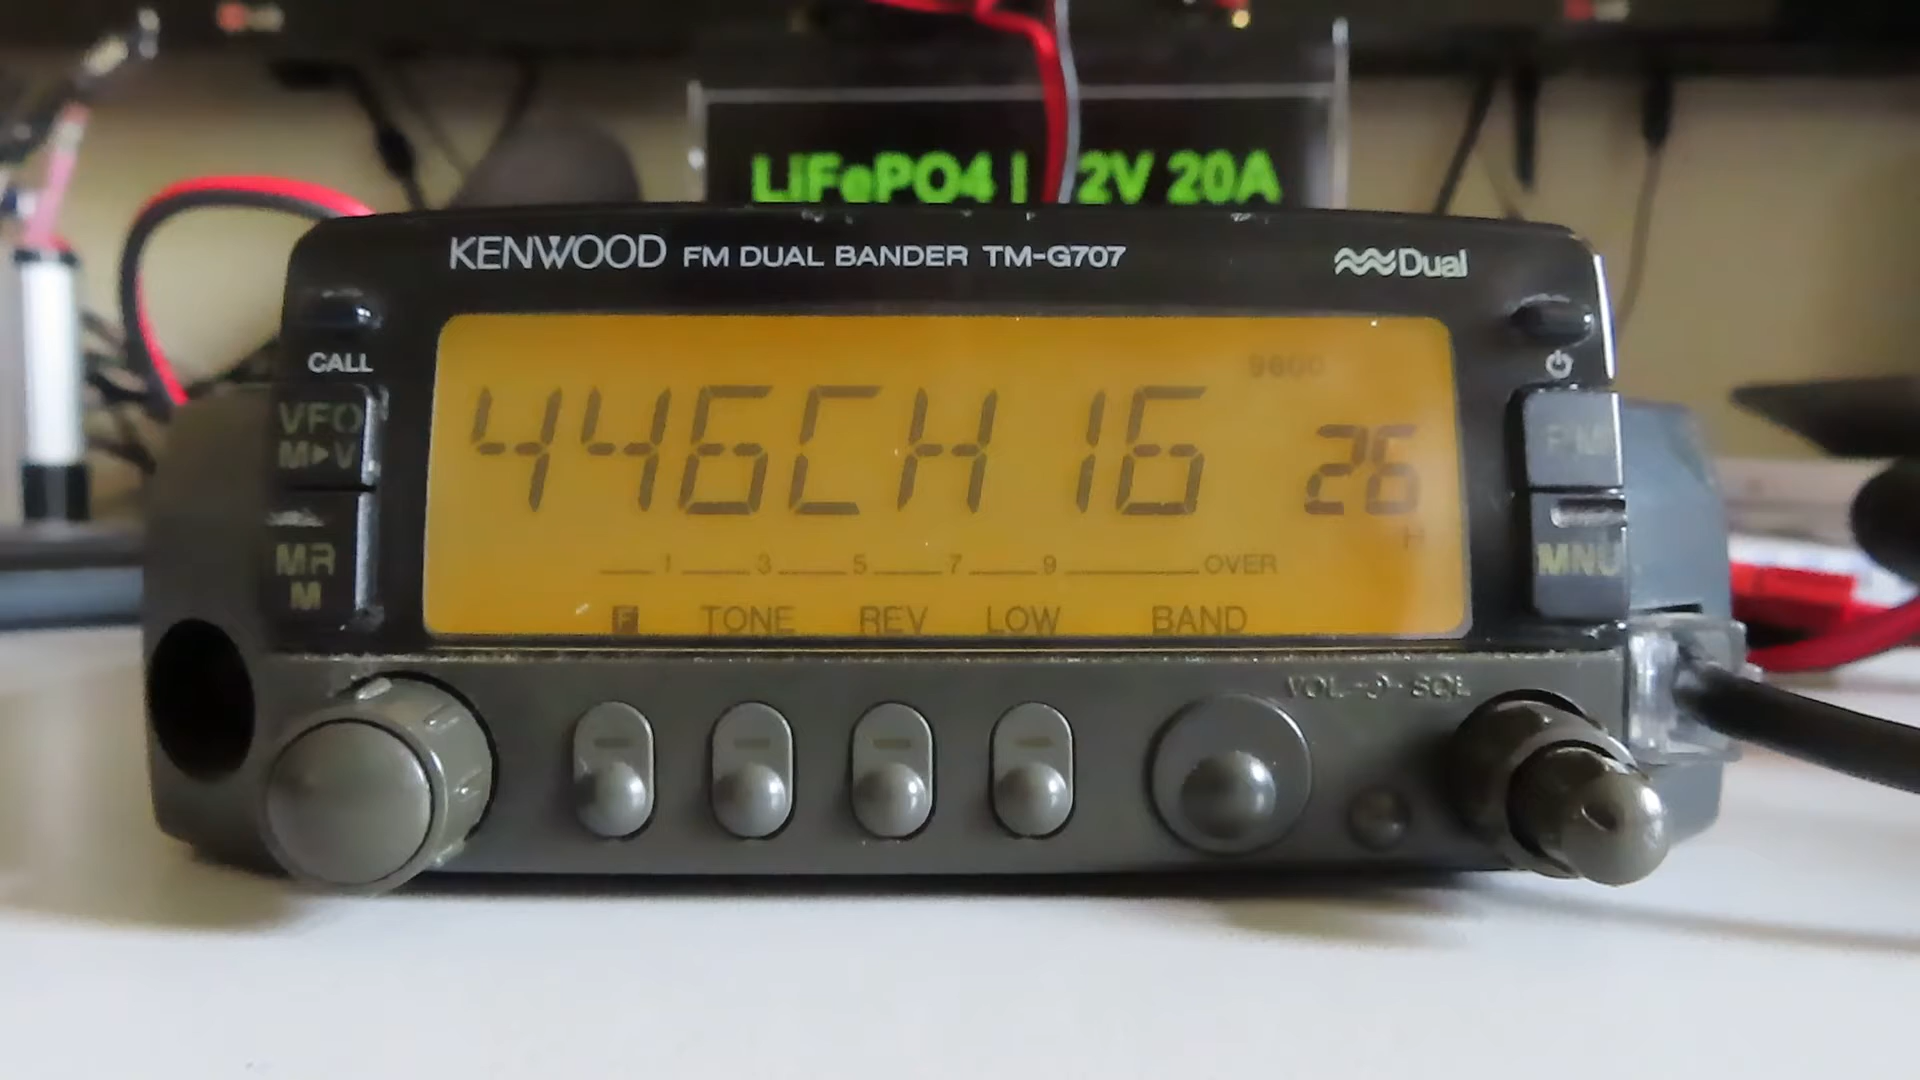 LiFePO4 | 2V 20A
KENWOOD FM DUAL BANDER TM-G707
Dual
CALL
VFO
M▶V
MR
M
9600
446CH 16
26
H
1 3 5 7 9 OVER
F TONE REV LOW BAND
MNU
VOL SQL